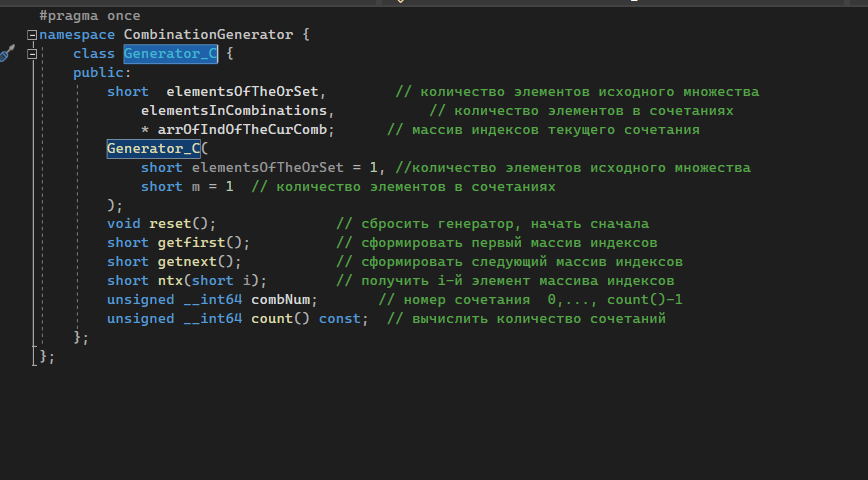 #pragma once
namespace CombinationGenerator {
class Generator_C {
public:
short elementsOfTheOrSet, // количество элементов исходного множества
elementsInCombinations, // количество элементов в сочетаниях
* arrOfIndOfTheCurComb; // массив индексов текущего сочетания
Generator_C(
short elementsOfTheOrSet = 1, //количество элементов исходного множества
short m = 1 // количество элементов в сочетаниях
);
void reset(); // сбросить генератор, начать сначала
short getfirst(); // сформировать первый массив индексов
short getnext(); // сформировать следующий массив индексов
short ntx(short i); // получить i-й элемент массива индексов
unsigned __int64 combNum; // номер сочетания 0,..., count()-1
unsigned __int64 count() const; // вычислить количество сочетаний
};
};